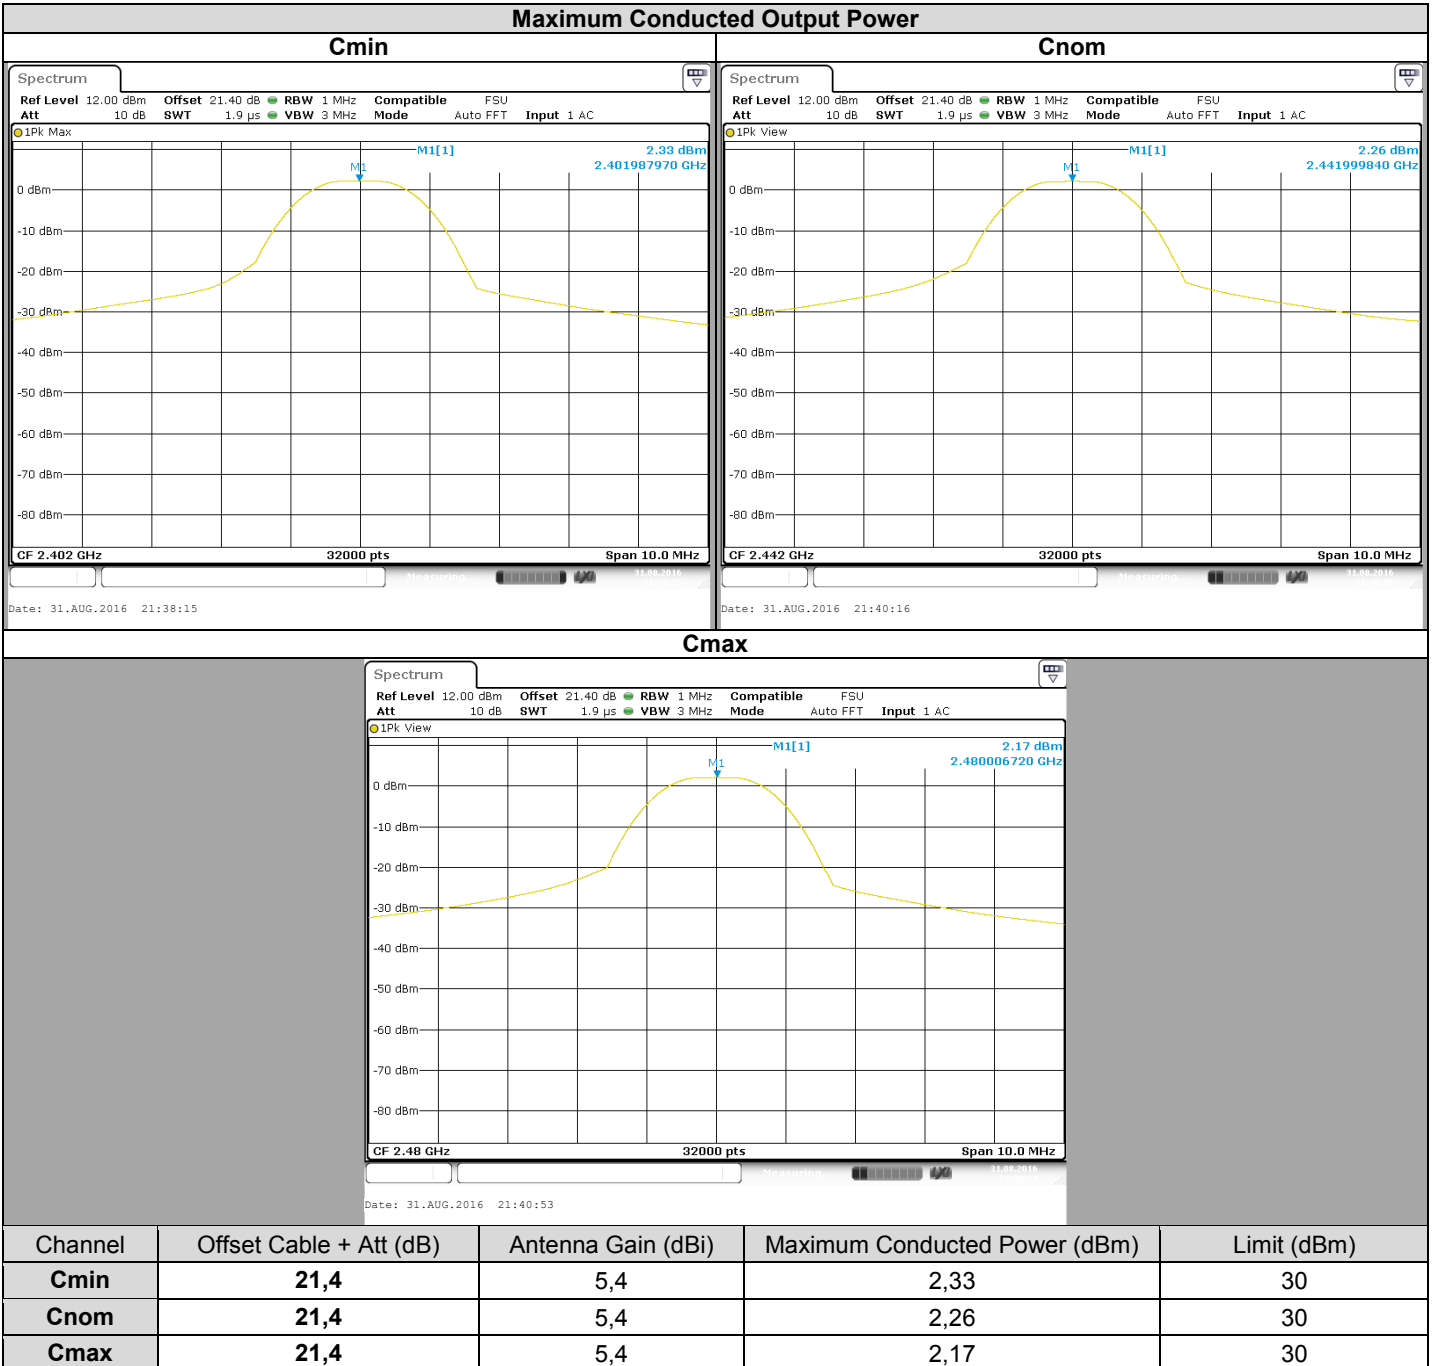 Maximum Conducted Output Power
Cmin
Spectrum
Ref Level 12.00 dBm Offset 21.40 dB RBW 1 MHz Compatible FSU
Att 10 dB SWT 1.9 µs VBW 3 MHz Mode Auto FFT Input 1 AC
1Pk Max
M1[1] 2.33 dBm
2.401987970 GHz
M1
0 dBm
-10 dBm
-20 dBm
-30 dBm
-40 dBm
-50 dBm
-60 dBm
-70 dBm
-80 dBm
CF 2.402 GHz 32000 pts Span 10.0 MHz
Measuring... 31.08.2016
Date: 31.AUG.2016 21:38:15
Cnom
Spectrum
Ref Level 12.00 dBm Offset 21.40 dB RBW 1 MHz Compatible FSU
Att 10 dB SWT 1.9 µs VBW 3 MHz Mode Auto FFT Input 1 AC
1Pk View
M1[1] 2.26 dBm
2.441999840 GHz
M1
0 dBm
-10 dBm
-20 dBm
-30 dBm
-40 dBm
-50 dBm
-60 dBm
-70 dBm
-80 dBm
CF 2.442 GHz 32000 pts Span 10.0 MHz
Measuring... 31.08.2016
Date: 31.AUG.2016 21:40:16
Cmax
Spectrum
Ref Level 12.00 dBm Offset 21.40 dB RBW 1 MHz Compatible FSU
Att 10 dB SWT 1.9 µs VBW 3 MHz Mode Auto FFT Input 1 AC
1Pk View
M1[1] 2.17 dBm
2.480006720 GHz
M1
0 dBm
-10 dBm
-20 dBm
-30 dBm
-40 dBm
-50 dBm
-60 dBm
-70 dBm
-80 dBm
CF 2.48 GHz 32000 pts Span 10.0 MHz
Measuring... 31.08.2016
Date: 31.AUG.2016 21:40:53
Channel Offset Cable + Att (dB) Antenna Gain (dBi) Maximum Conducted Power (dBm) Limit (dBm)
Cmin 21,4 5,4 2,33 30
Cnom 21,4 5,4 2,26 30
Cmax 21,4 5,4 2,17 30